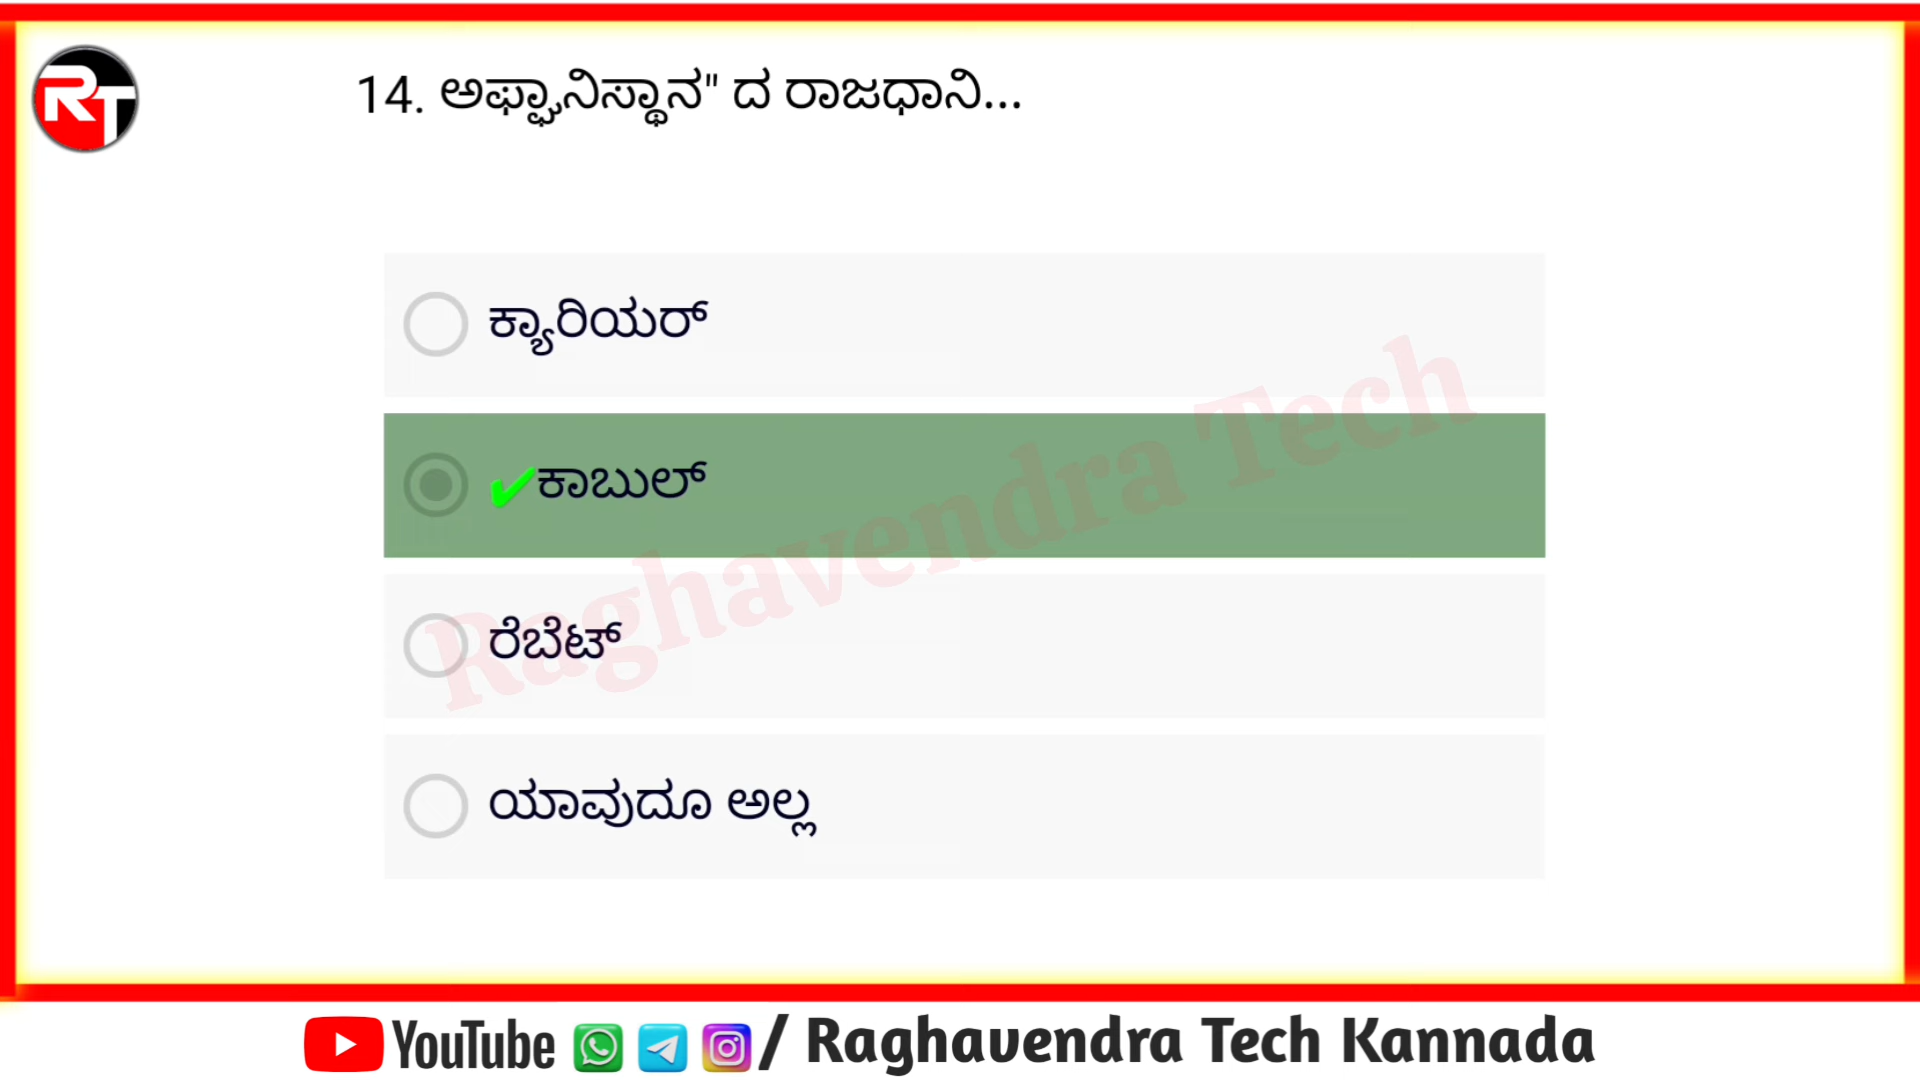 RT
14. ಅಫ್ಘಾನಿಸ್ಥಾನ" ದ ರಾಜಧಾನಿ...
ಕ್ಯಾರಿಯರ್
✔ಕಾಬುಲ್
ರೆಬೆಟ್
ಯಾವುದೂ ಅಲ್ಲ
Raghavendra Tech
YouTube / Raghavendra Tech Kannada